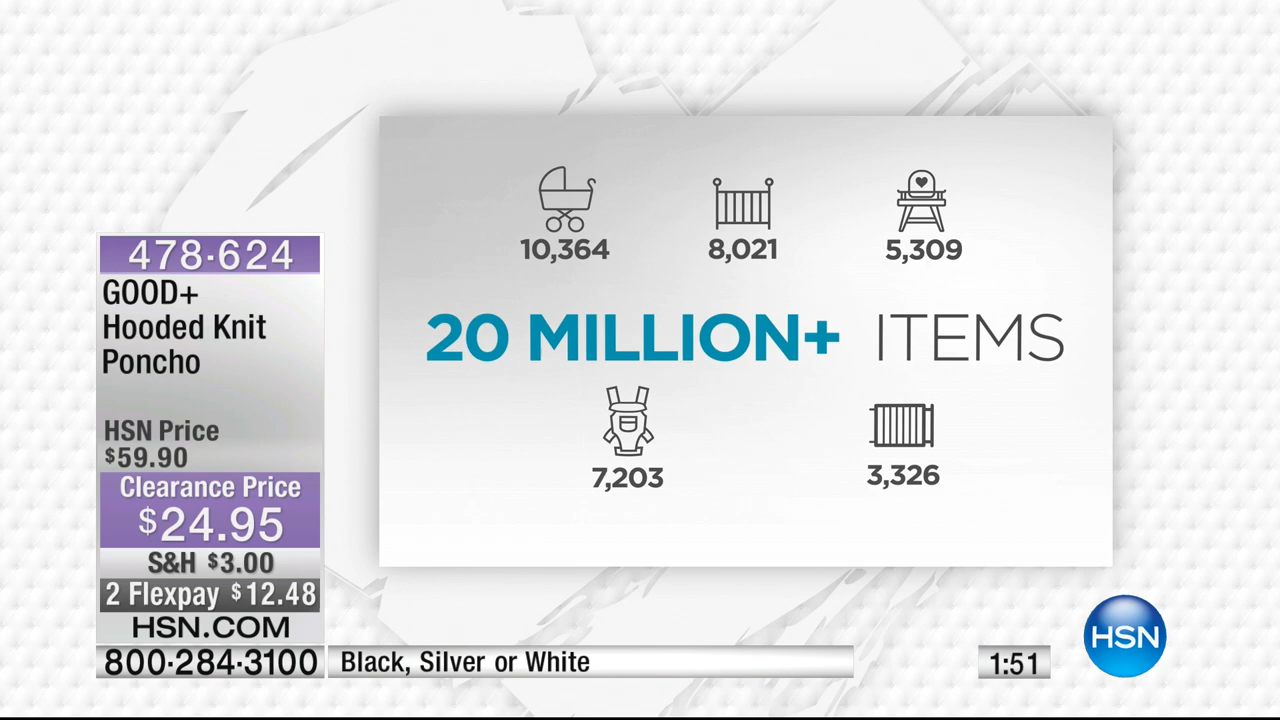 478·624
GOOD+
Hooded Knit
Poncho
HSN Price
$59.90
Clearance Price
$24.95
S&H $3.00
2 Flexpay $12.48
HSN.COM
800·284·3100
Black, Silver or White
1:51
HSN
10,364
8,021
5,309
20 MILLION+ ITEMS
7,203
3,326